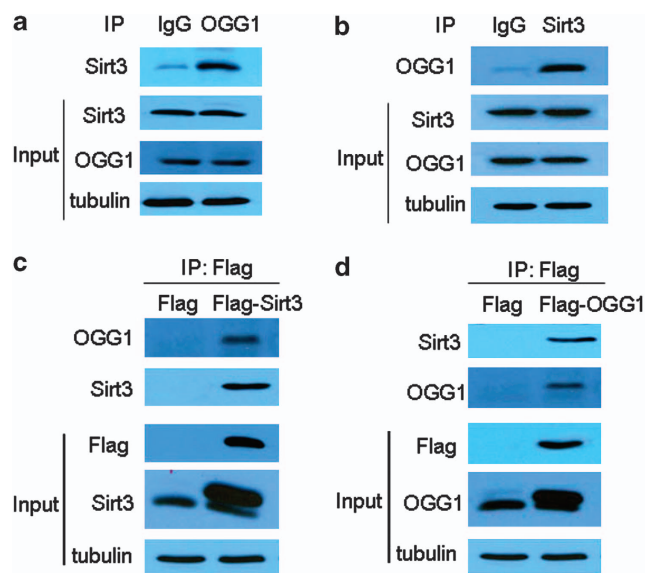 a
IP IgG OGG1
Sirt3
Input
Sirt3
OGG1
tubulin
b
IP IgG Sirt3
OGG1
Input
Sirt3
OGG1
tubulin
c
IP: Flag
Flag Flag-Sirt3
OGG1
Sirt3
Input
Flag
Sirt3
tubulin
d
IP: Flag
Flag Flag-OGG1
Sirt3
OGG1
Input
Flag
OGG1
tubulin